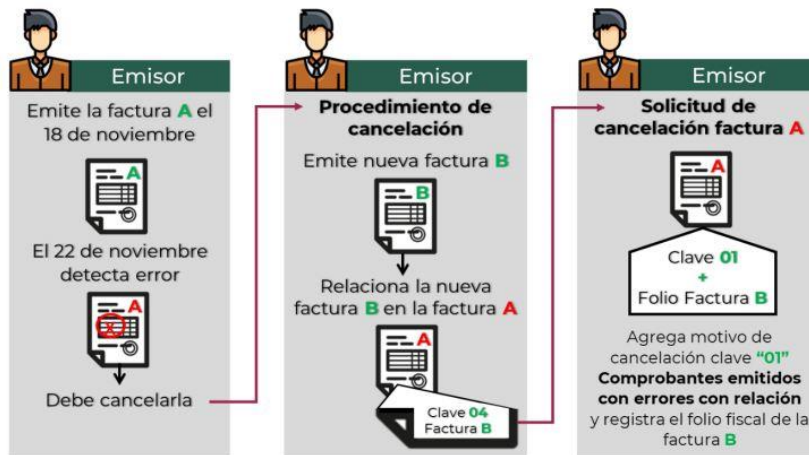 Emisor
Emite la factura A el
18 de noviembre
A
El 22 de noviembre
detecta error
A
x
Debe cancelarla
Emisor
Procedimiento de
cancelación
Emite nueva factura B
B
Relaciona la nueva
factura B en la factura A
A
Clave 04
Factura B
Emisor
Solicitud de
cancelación factura A
A
Clave 01
+
Folio Factura B
Agrega motivo de
cancelación clave “01”
Comprobantes emitidos
con errores con relación
y registra el folio fiscal de la
factura B